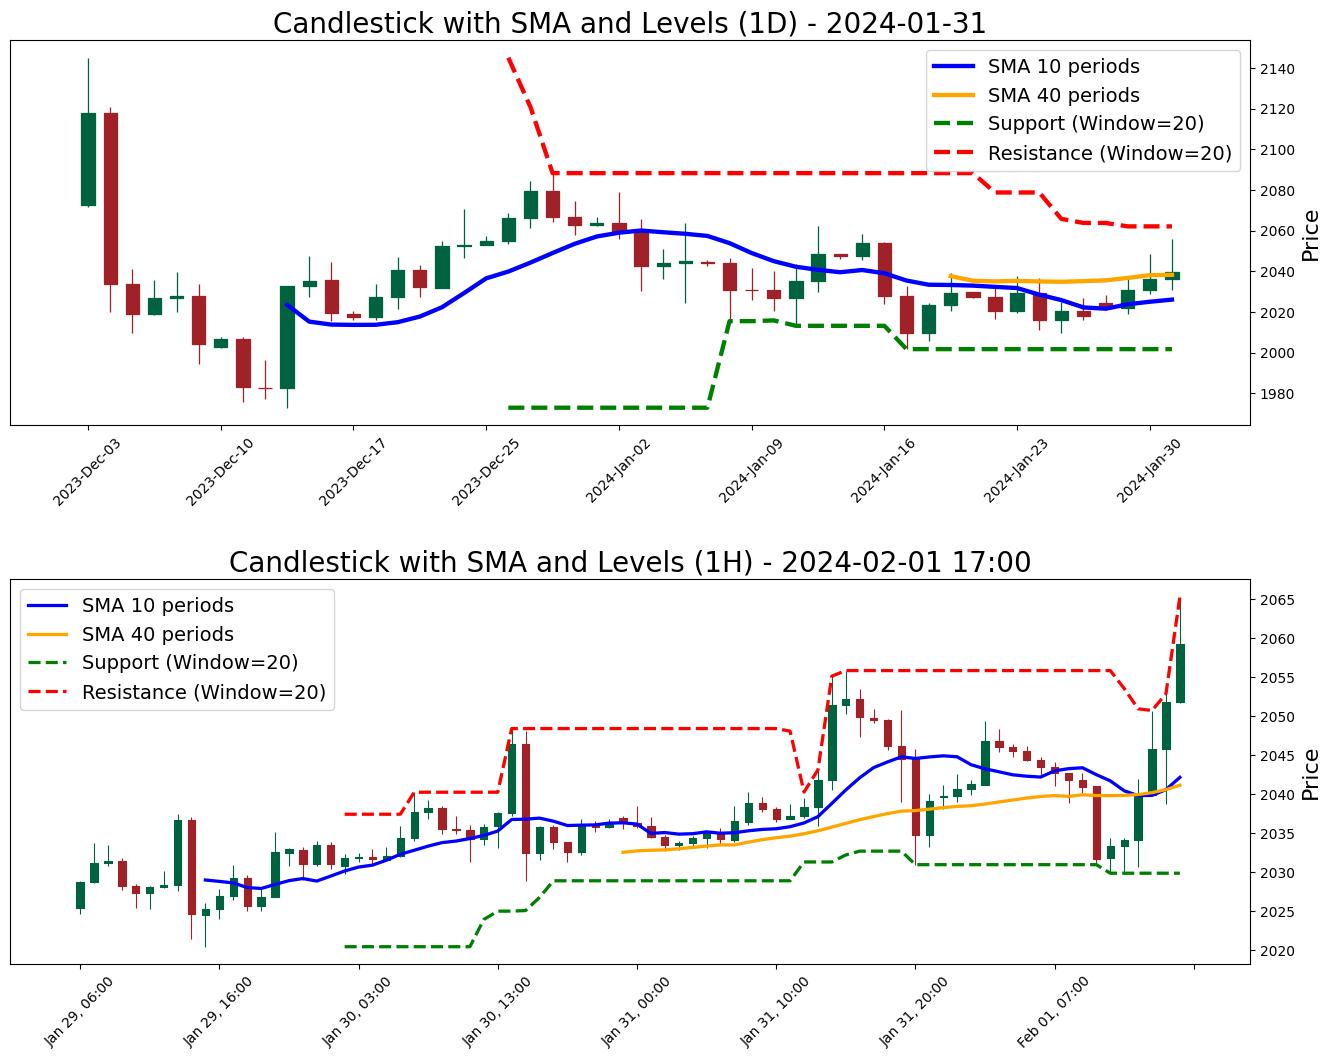 Candlestick with SMA and Levels (1D) - 2024-01-31
SMA 10 periods
SMA 40 periods
Support (Window=20)
Resistance (Window=20)
2140
2120
2100
2080
2060
2040
2020
2000
1980
Price
2023-Dec-03
2023-Dec-10
2023-Dec-17
2023-Dec-25
2024-Jan-02
2024-Jan-09
2024-Jan-16
2024-Jan-23
2024-Jan-30
Candlestick with SMA and Levels (1H) - 2024-02-01 17:00
SMA 10 periods
SMA 40 periods
Support (Window=20)
Resistance (Window=20)
2065
2060
2055
2050
2045
2040
2035
2030
2025
2020
Price
Jan 29, 06:00
Jan 29, 16:00
Jan 30, 03:00
Jan 30, 13:00
Jan 31, 00:00
Jan 31, 10:00
Jan 31, 20:00
Feb 01, 07:00